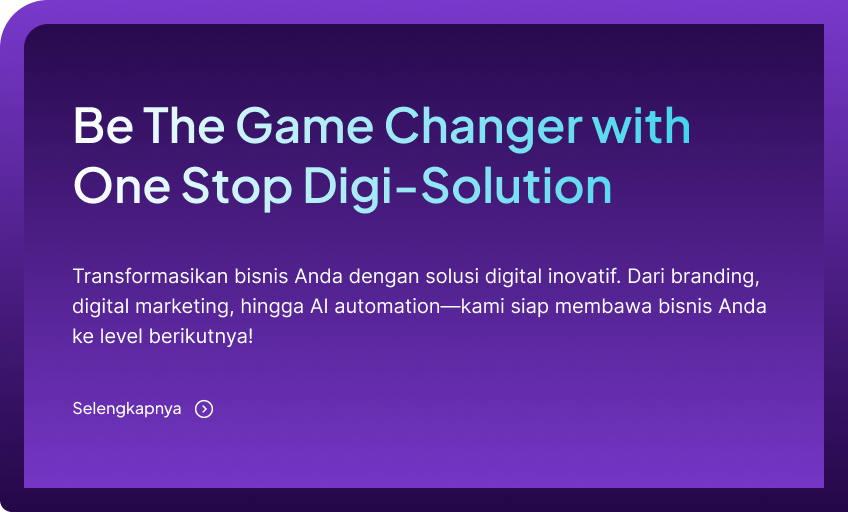 Be The Game Changer with
One Stop Digi-Solution
Transformasikan bisnis Anda dengan solusi digital inovatif. Dari branding,
digital marketing, hingga AI automation—kami siap membawa bisnis Anda
ke level berikutnya!
Selengkapnya